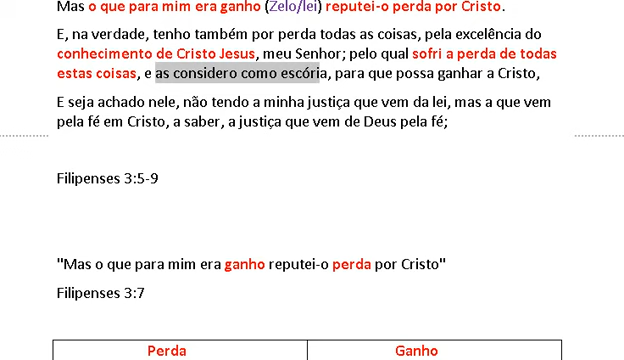 Mas o que para mim era ganho (Zelo/lei) reputei-o perda por Cristo.
E, na verdade, tenho também por perda todas as coisas, pela excelência do
conhecimento de Cristo Jesus, meu Senhor; pelo qual sofri a perda de todas
estas coisas, e as considero como escória, para que possa ganhar a Cristo,
E seja achado nele, não tendo a minha justiça que vem da lei, mas a que vem
pela fé em Cristo, a saber, a justiça que vem de Deus pela fé;
Filipenses 3:5-9
"Mas o que para mim era ganho reputei-o perda por Cristo"
Filipenses 3:7
Perda Ganho